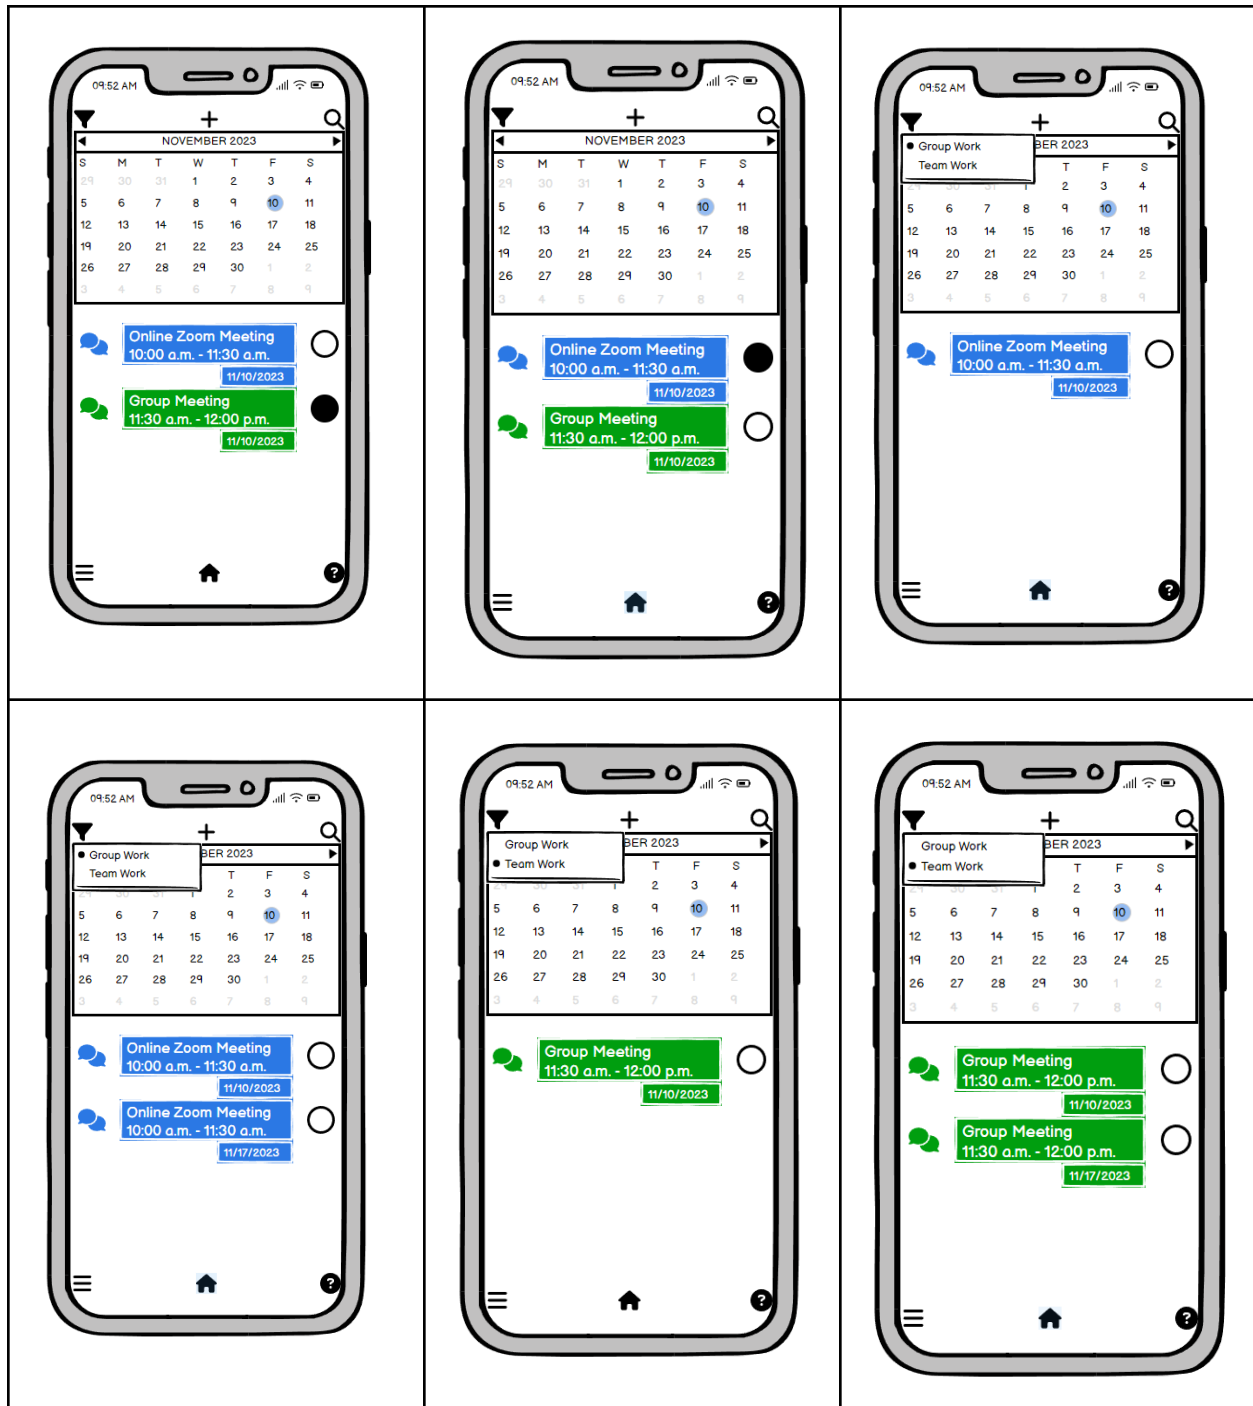 09:52 AM
NOVEMBER 2023
S M T W T F S
29 30 31 1 2 3 4
5 6 7 8 9 10 11
12 13 14 15 16 17 18
19 20 21 22 23 24 25
26 27 28 29 30 1 2
3 4 5 6 7 8 9
Online Zoom Meeting
10:00 a.m. - 11:30 a.m.
11/10/2023
Group Meeting
11:30 a.m. - 12:00 p.m.
11/10/2023
?
09:52 AM
NOVEMBER 2023
S M T W T F S
29 30 31 1 2 3 4
5 6 7 8 9 10 11
12 13 14 15 16 17 18
19 20 21 22 23 24 25
26 27 28 29 30 1 2
3 4 5 6 7 8 9
Online Zoom Meeting
10:00 a.m. - 11:30 a.m.
11/10/2023
Group Meeting
11:30 a.m. - 12:00 p.m.
11/10/2023
?
09:52 AM
Group Work
BER 2023
Team Work
T F S
29 30 31 1 2 3 4
5 6 7 8 9 10 11
12 13 14 15 16 17 18
19 20 21 22 23 24 25
26 27 28 29 30 1 2
3 4 5 6 7 8 9
Online Zoom Meeting
10:00 a.m. - 11:30 a.m.
11/10/2023
?
09:52 AM
Group Work
BER 2023
Team Work
T F S
29 30 31 1 2 3 4
5 6 7 8 9 10 11
12 13 14 15 16 17 18
19 20 21 22 23 24 25
26 27 28 29 30 1 2
3 4 5 6 7 8 9
Online Zoom Meeting
10:00 a.m. - 11:30 a.m.
11/10/2023
Online Zoom Meeting
10:00 a.m. - 11:30 a.m.
11/17/2023
?
09:52 AM
Group Work
BER 2023
Team Work
T F S
29 30 31 1 2 3 4
5 6 7 8 9 10 11
12 13 14 15 16 17 18
19 20 21 22 23 24 25
26 27 28 29 30 1 2
3 4 5 6 7 8 9
Group Meeting
11:30 a.m. - 12:00 p.m.
11/10/2023
?
09:52 AM
Group Work
BER 2023
Team Work
T F S
29 30 31 1 2 3 4
5 6 7 8 9 10 11
12 13 14 15 16 17 18
19 20 21 22 23 24 25
26 27 28 29 30 1 2
3 4 5 6 7 8 9
Group Meeting
11:30 a.m. - 12:00 p.m.
11/10/2023
Group Meeting
11:30 a.m. - 12:00 p.m.
11/17/2023
?